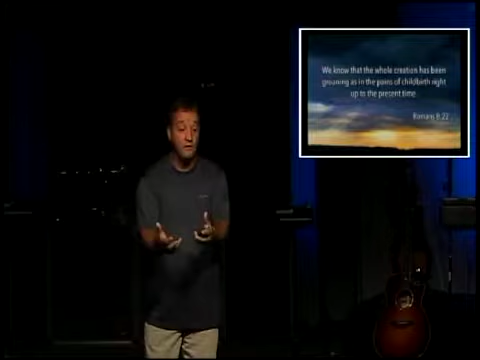 We know that the whole creation has been
groaning as in the pains of childbirth right
up to the present time.
Romans 8:22